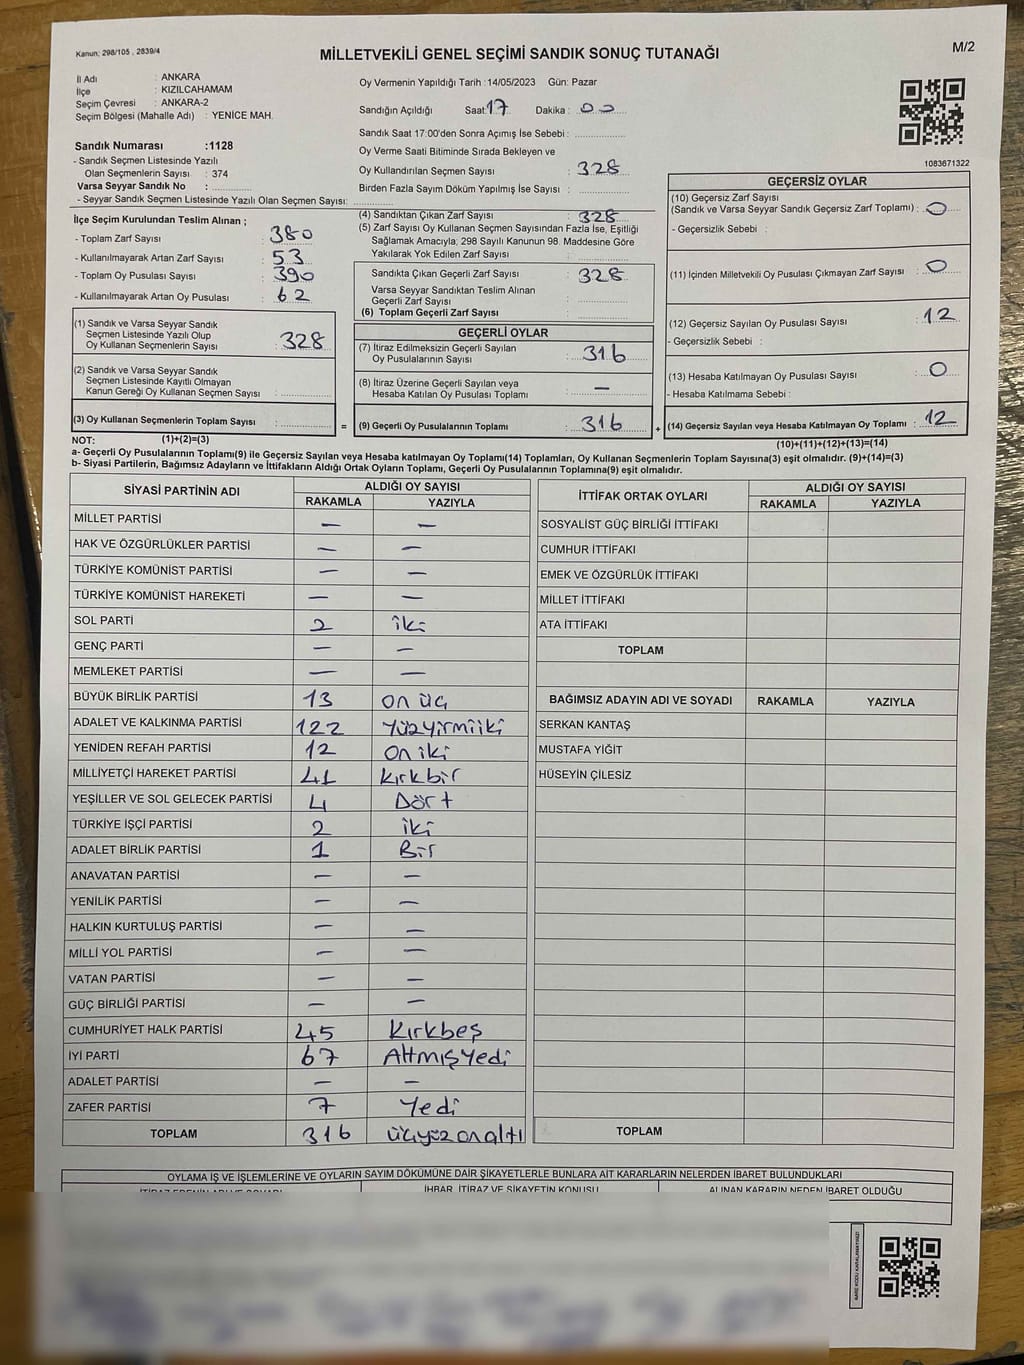 Kanun; 298/105 , 2839/4
MİLLETVEKİLİ GENEL SEÇİMİ SANDIK SONUÇ TUTANAĞI
M/2
İl Adı : ANKARA
İlçe : KIZILCAHAMAM
Seçim Çevresi : ANKARA-2
Seçim Bölgesi (Mahalle Adı) : YENİCE MAH.
Sandık Numarası :1128
- Sandık Seçmen Listesinde Yazılı
Olan Seçmenlerin Sayısı : 374
Varsa Seyyar Sandık No :
- Seyyar Sandık Seçmen Listesinde Yazılı Olan Seçmen Sayısı:
Oy Vermenin Yapıldığı Tarih :14/05/2023 Gün: Pazar
Sandığın Açıldığı Saat: 17 Dakika : 00
Sandık Saat 17:00'den Sonra Açımış İse Sebebi :
Oy Verme Saati Bitiminde Sırada Bekleyen ve
Oy Kullandırılan Seçmen Sayısı : 328
Birden Fazla Sayım Döküm Yapılmış İse Sayısı :
1083671322
İlçe Seçim Kurulundan Teslim Alınan ;
- Toplam Zarf Sayısı : 380
- Kullanılmayarak Artan Zarf Sayısı : 53
- Toplam Oy Pusulası Sayısı : 390
- Kullanılmayarak Artan Oy Pusulası : 62
(1) Sandık ve Varsa Seyyar Sandık
Seçmen Listesinde Yazılı Olup
Oy Kullanan Seçmenlerin Sayısı : 328
(2) Sandık ve Varsa Seyyar Sandık
Seçmen Listesinde Kayıtlı Olmayan
Kanun Gereği Oy Kullanan Seçmen Sayısı :
(3) Oy Kullanan Seçmenlerin Toplam Sayısı :
(4) Sandıktan Çıkan Zarf Sayısı : 328
(5) Zarf Sayısı Oy Kullanan Seçmen Sayısından Fazla İse, Eşitliği
Sağlamak Amacıyla; 298 Sayılı Kanunun 98. Maddesine Göre
Yakılarak Yok Edilen Zarf Sayısı :
Sandıkta Çıkan Geçerli Zarf Sayısı : 328
Varsa Seyyar Sandıktan Teslim Alınan
Geçerli Zarf Sayısı :
(6) Toplam Geçerli Zarf Sayısı :
GEÇERLİ OYLAR
(7) İtiraz Edilmeksizin Geçerli Sayılan
Oy Pusulalarının Sayısı : 316
(8) İtiraz Üzerine Geçerli Sayılan veya
Hesaba Katılan Oy Pusulası Toplamı : —
= (9) Geçerli Oy Pusulalarının Toplamı : 316
GEÇERSİZ OYLAR
(10) Geçersiz Zarf Sayısı
(Sandık ve Varsa Seyyar Sandık Geçersiz Zarf Toplamı) : 0
- Geçersizlik Sebebi :
(11) İçinden Milletvekili Oy Pusulası Çıkmayan Zarf Sayısı : 0
(12) Geçersiz Sayılan Oy Pusulası Sayısı : 12
- Geçersizlik Sebebi :
(13) Hesaba Katılmayan Oy Pusulası Sayısı : 0
- Hesaba Katılmama Sebebi :
+ (14) Geçersiz Sayılan veya Hesaba Katılmayan Oy Toplamı : 12
NOT: (1)+(2)=(3)
(10)+(11)+(12)+(13)=(14)
a- Geçerli Oy Pusulalarının Toplamı(9) ile Geçersiz Sayılan veya Hesaba katılmayan Oy Toplamı(14) Toplamları, Oy Kullanan Seçmenlerin Toplam Sayısına(3) eşit olmalıdır. (9)+(14)=(3)
b- Siyasi Partilerin, Bağımsız Adayların ve İttifakların Aldığı Ortak Oyların Toplamı, Geçerli Oy Pusulalarının Toplamına(9) eşit olmalıdır.
SİYASİ PARTİNİN ADI ALDIĞI OY SAYISI
RAKAMLA YAZIYLA
MİLLET PARTİSİ — —
HAK VE ÖZGÜRLÜKLER PARTİSİ — —
TÜRKİYE KOMÜNİST PARTİSİ — —
TÜRKİYE KOMÜNİST HAREKETİ — —
SOL PARTİ 2 iki
GENÇ PARTİ — —
MEMLEKET PARTİSİ — —
BÜYÜK BİRLİK PARTİSİ 13 on üç
ADALET VE KALKINMA PARTİSİ 122 Yüzyirmiiki
YENİDEN REFAH PARTİSİ 12 On iki
MİLLİYETÇİ HAREKET PARTİSİ 41 Kırkbir
YEŞİLLER VE SOL GELECEK PARTİSİ 4 Dört
TÜRKİYE İŞÇİ PARTİSİ 2 iki
ADALET BİRLİK PARTİSİ 1 Bir
ANAVATAN PARTİSİ — —
YENİLİK PARTİSİ — —
HALKIN KURTULUŞ PARTİSİ — —
MİLLİ YOL PARTİSİ — —
VATAN PARTİSİ — —
GÜÇ BİRLİĞİ PARTİSİ — —
CUMHURİYET HALK PARTİSİ 45 Kırkbeş
İYİ PARTİ 67 Altmışyedi
ADALET PARTİSİ — —
ZAFER PARTİSİ 7 Yedi
TOPLAM 316 üçyüz onaltı
İTTİFAK ORTAK OYLARI ALDIĞI OY SAYISI
RAKAMLA YAZIYLA
SOSYALİST GÜÇ BİRLİĞİ İTTİFAKI
CUMHUR İTTİFAKI
EMEK VE ÖZGÜRLÜK İTTİFAKI
MİLLET İTTİFAKI
ATA İTTİFAKI
TOPLAM
BAĞIMSIZ ADAYIN ADI VE SOYADI RAKAMLA YAZIYLA
SERKAN KANTAŞ
MUSTAFA YİĞİT
HÜSEYİN ÇİLESİZ
TOPLAM
OYLAMA İŞ VE İŞLEMLERİNE VE OYLARIN SAYIM DÖKÜMÜNE DAİR ŞİKAYETLERLE BUNLARA AİT KARARLARIN NELERDEN İBARET BULUNDUKLARI
İTİRAZ EDENİN ADI VE SOYADI İHBAR, İTİRAZ VE ŞİKAYETİN KONUSU ALINAN KARARIN NEDEN İBARET OLDUĞU